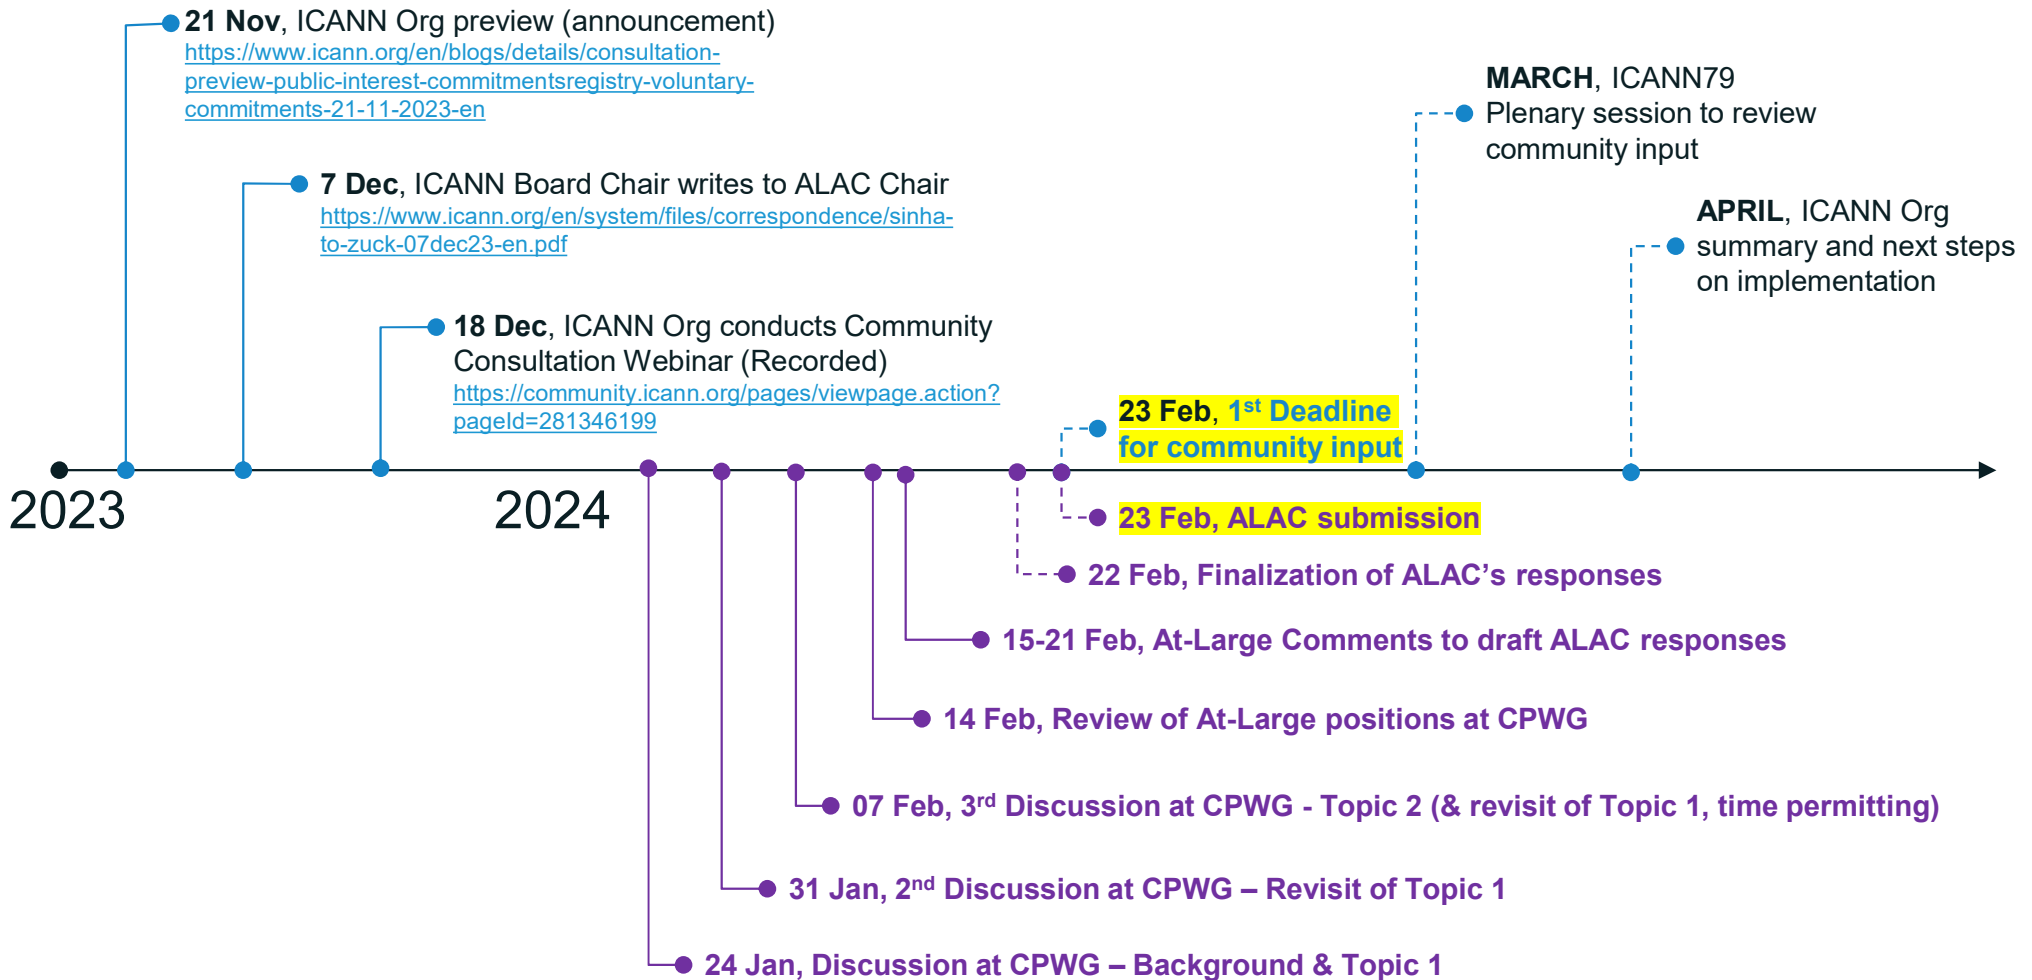 21 Nov, ICANN Org preview (announcement)
https://www.icann.org/en/blogs/details/consultation-
preview-public-interest-commitmentsregistry-voluntary-
commitments-21-11-2023-en
7 Dec, ICANN Board Chair writes to ALAC Chair
https://www.icann.org/en/system/files/correspondence/sinha-
to-zuck-07dec23-en.pdf
18 Dec, ICANN Org conducts Community
Consultation Webinar (Recorded)
https://community.icann.org/pages/viewpage.action?
pageId=281346199
MARCH, ICANN79
Plenary session to review
community input
APRIL, ICANN Org
summary and next steps
on implementation
23 Feb, 1st Deadline
for community input
2023
2024
23 Feb, ALAC submission
22 Feb, Finalization of ALAC’s responses
15-21 Feb, At-Large Comments to draft ALAC responses
14 Feb, Review of At-Large positions at CPWG
07 Feb, 3rd Discussion at CPWG - Topic 2 (& revisit of Topic 1, time permitting)
31 Jan, 2nd Discussion at CPWG – Revisit of Topic 1
24 Jan, Discussion at CPWG – Background & Topic 1